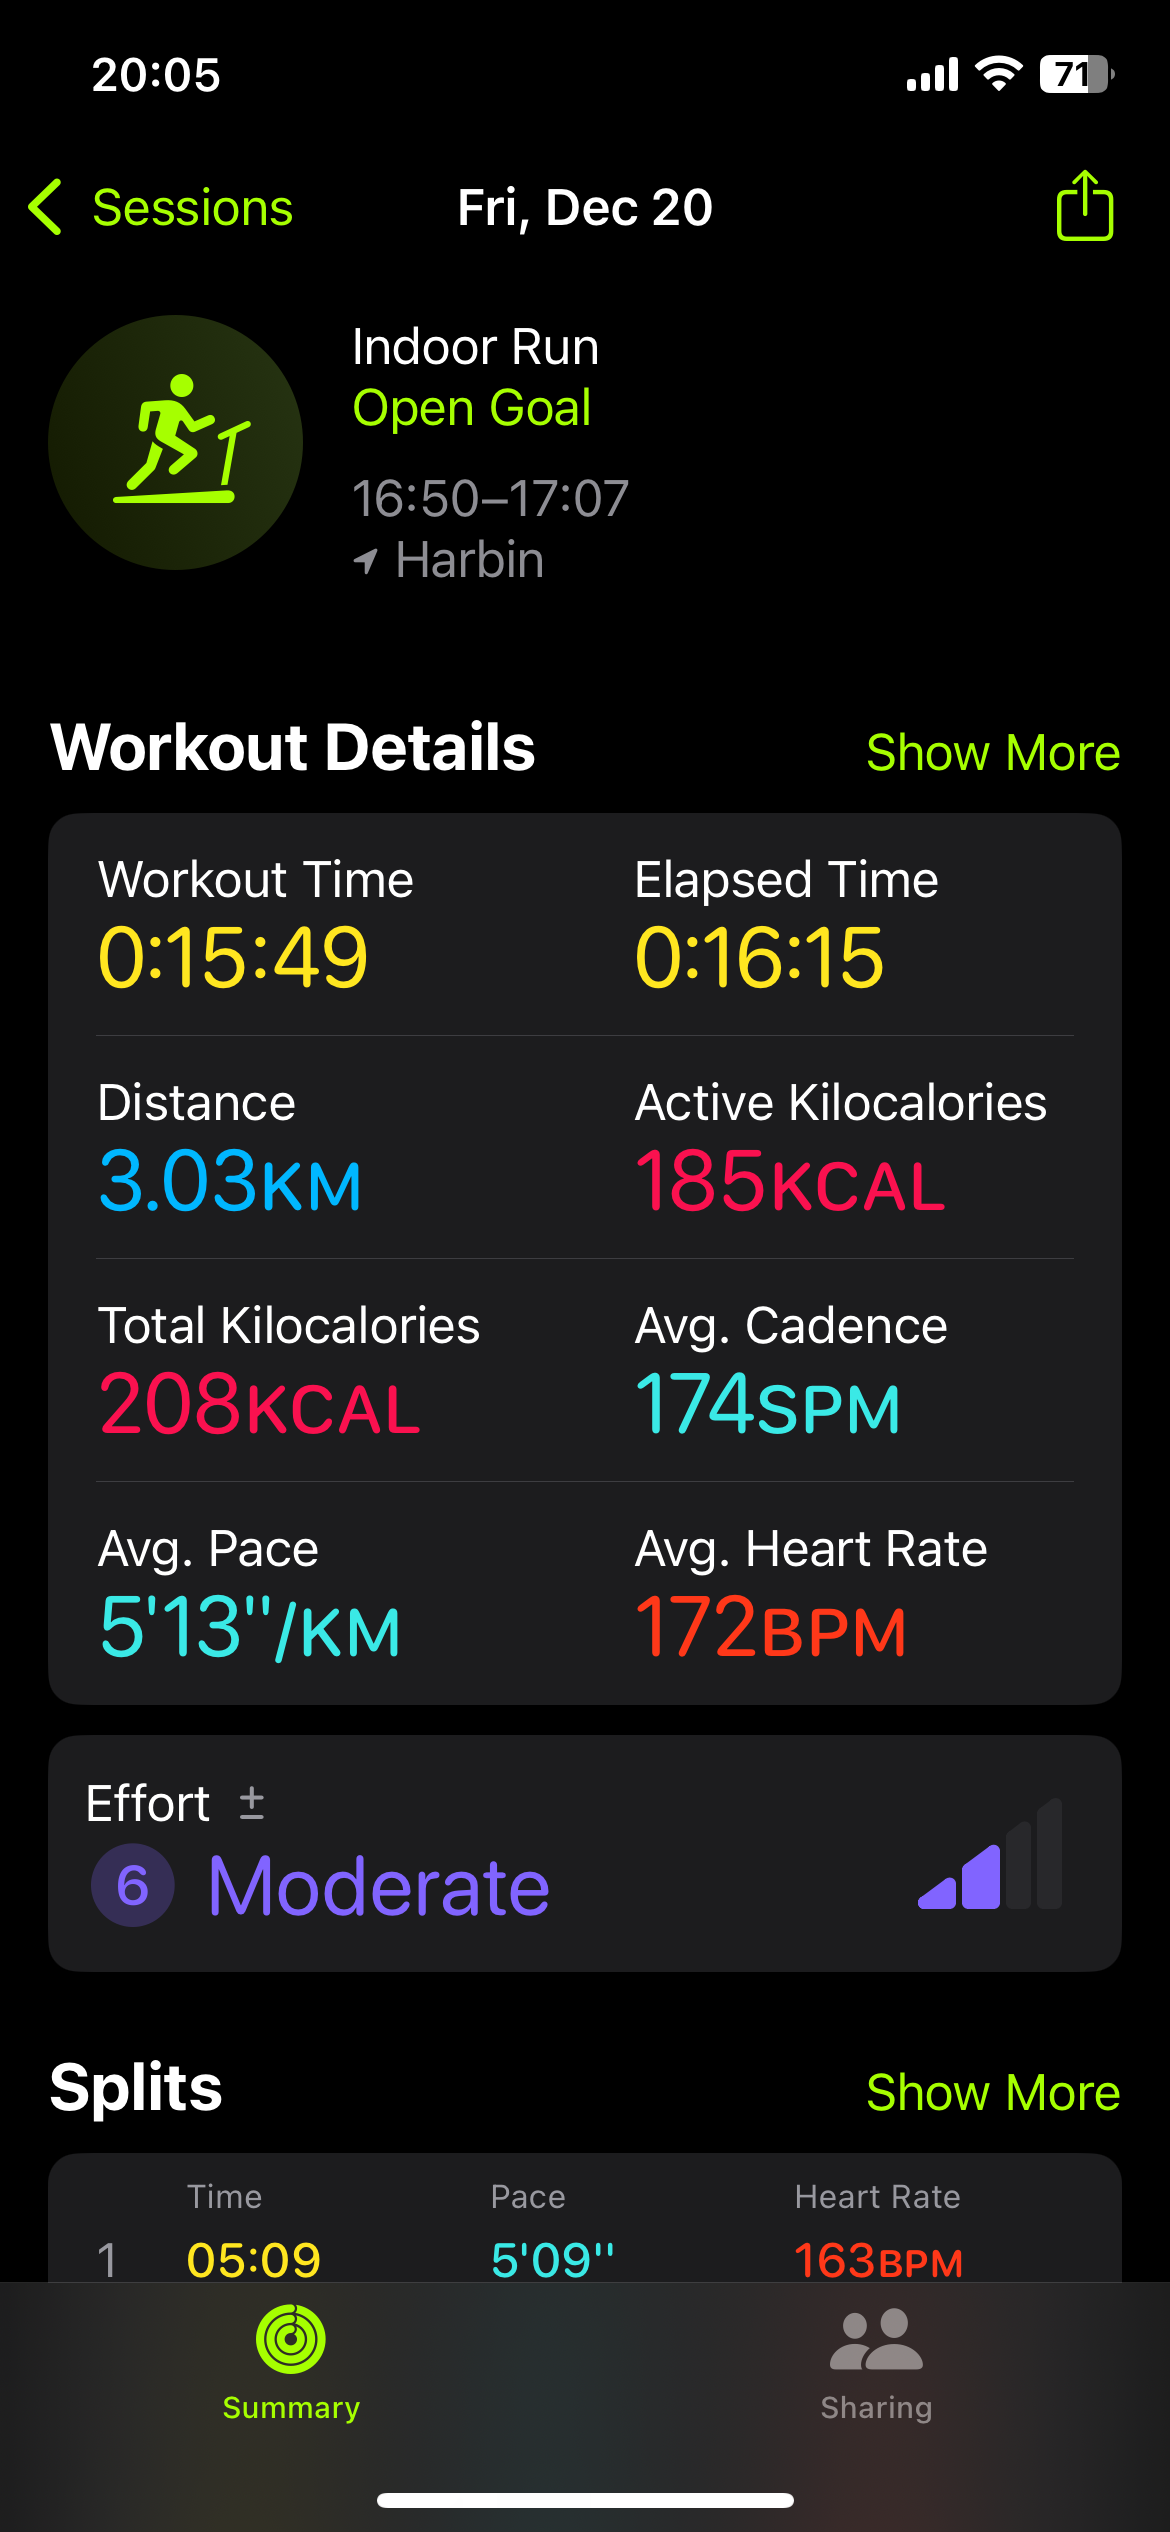 20:05
71
Sessions
Fri, Dec 20
Indoor Run
Open Goal
16:50–17:07
Harbin
Workout Details
Show More
Workout Time
Elapsed Time
0:15:49
0:16:15
Distance
Active Kilocalories
3.03KM
185KCAL
Total Kilocalories
Avg. Cadence
208KCAL
174SPM
Avg. Pace
Avg. Heart Rate
5'13''/KM
172BPM
Effort ±
6 Moderate
Splits
Show More
Time Pace Heart Rate
1 05:09 5'09'' 163BPM
Summary
Sharing